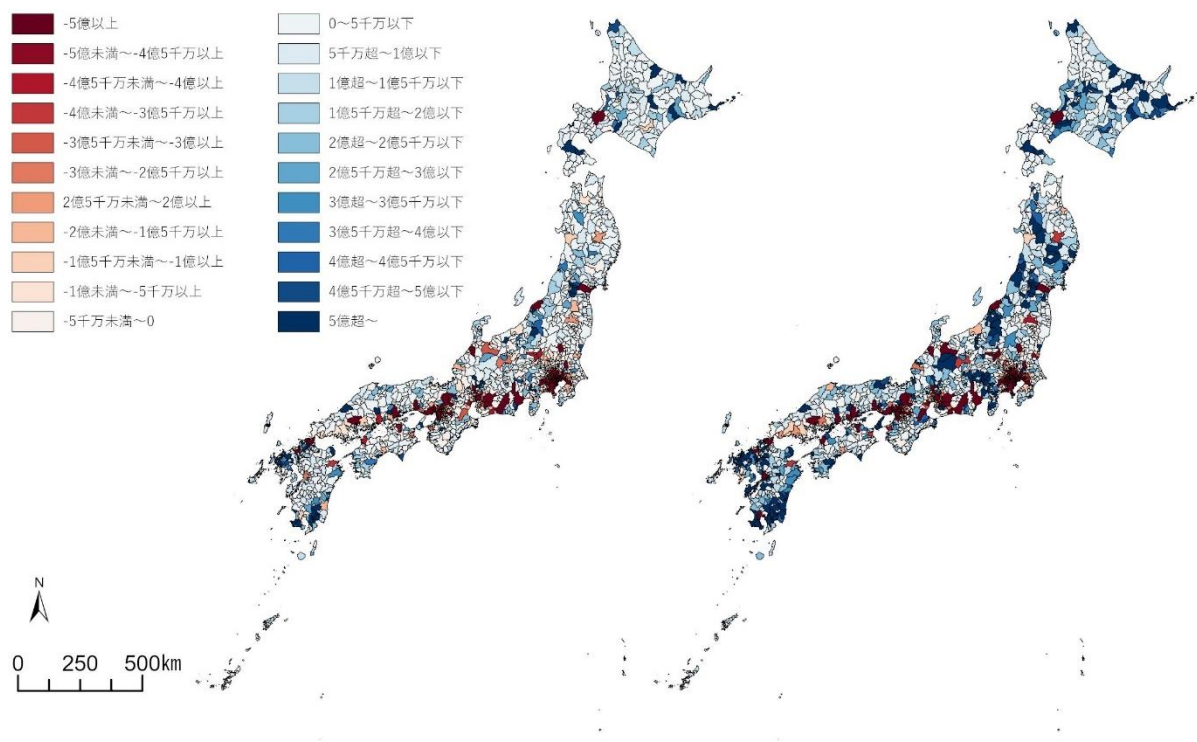 -5億以上
-5億未満～-4億5千万以上
-4億5千万未満～-4億以上
-4億未満～-3億5千万以上
-3億5千万未満～-3億以上
-3億未満～-2億5千万以上
2億5千万未満～2億以上
-2億未満～-1億5千万以上
-1億5千万未満～-1億以上
-1億未満～-5千万以上
-5千万未満～0
0～5千万以下
5千万超～1億以下
1億超～1億5千万以下
1億5千万超～2億以下
2億超～2億5千万以下
2億5千万超～3億以下
3億超～3億5千万以下
3億5千万超～4億以下
4億超～4億5千万以下
4億5千万超～5億以下
5億超～
N
0 250 500km